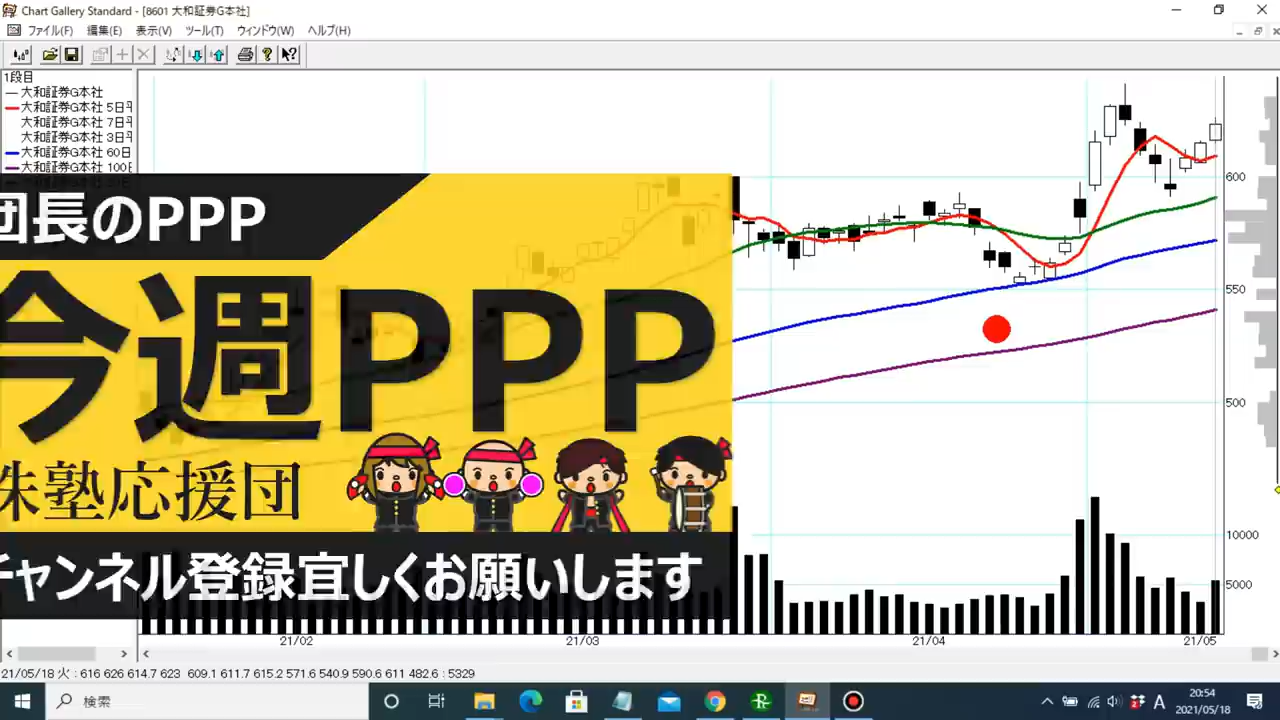 Chart Gallery Standard - [8601 大和証券G本社]
ファイル(F) 編集(E) 表示(V) ツール(T) ウィンドウ(W) ヘルプ(H)
1段目
大和証券G本社
大和証券G本社 5日平
大和証券G本社 7日平
大和証券G本社 3日平
大和証券G本社 60日
大和証券G本社 100日
団長のPPP
今週PPP
株塾応援団
チャンネル登録宜しくお願いします
600
550
500
10000
5000
21/02 21/03 21/04 21/05
21/05/18 火 : 616 626 614.7 623 609.1 611.7 615.2 571.6 540.9 590.6 611 482.6 : 5329
検索
A
20:54
2021/05/18